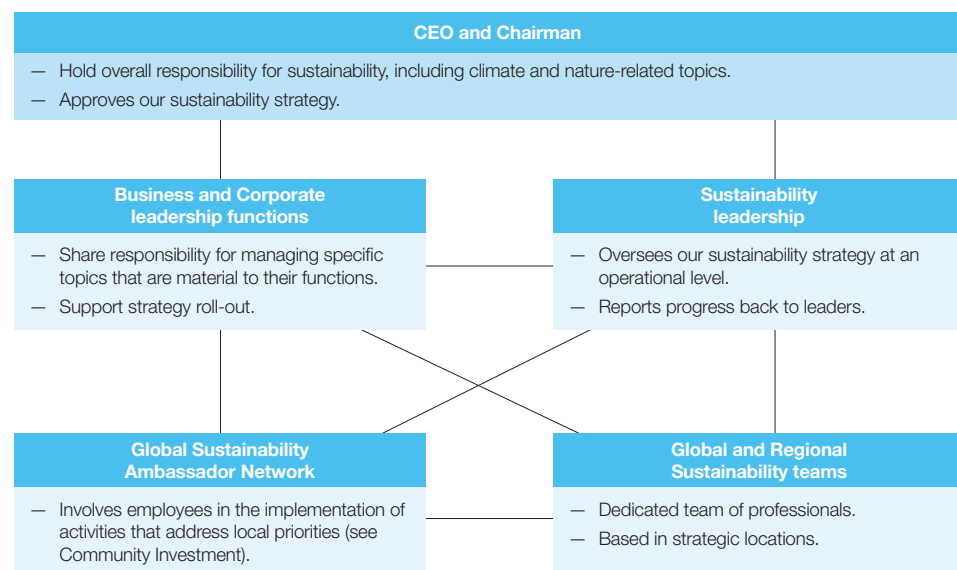 CEO and Chairman
— Hold overall responsibility for sustainability, including climate and nature-related topics.
— Approves our sustainability strategy.
Business and Corporate
leadership functions
— Share responsibility for managing specific
topics that are material to their functions.
— Support strategy roll-out.
Sustainability
leadership
— Oversees our sustainability strategy at an
operational level.
— Reports progress back to leaders.
Global Sustainability
Ambassador Network
— Involves employees in the implementation of
activities that address local priorities (see
Community Investment).
Global and Regional
Sustainability teams
— Dedicated team of professionals.
— Based in strategic locations.